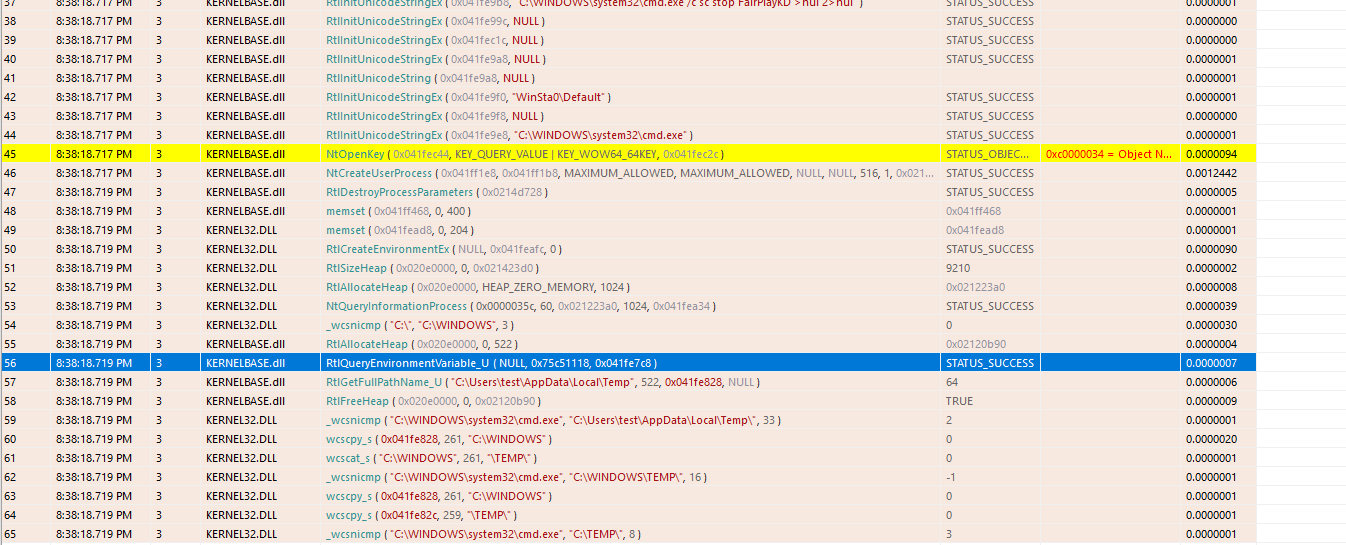 37 8:38:18.717 PM 3 KERNELBASE.dll RtlInitUnicodeStringEx ( 0x041fe9b8, "C:\WINDOWS\system32\cmd.exe /c sc stop FairPlayKD >nul 2>nul" ) STATUS_SUCCESS 0.0000001
38 8:38:18.717 PM 3 KERNELBASE.dll RtlInitUnicodeStringEx ( 0x041fe99c, NULL ) STATUS_SUCCESS 0.0000000
39 8:38:18.717 PM 3 KERNELBASE.dll RtlInitUnicodeStringEx ( 0x041fec1c, NULL ) STATUS_SUCCESS 0.0000000
40 8:38:18.717 PM 3 KERNELBASE.dll RtlInitUnicodeStringEx ( 0x041fe9a8, NULL ) STATUS_SUCCESS 0.0000001
41 8:38:18.717 PM 3 KERNELBASE.dll RtlInitUnicodeString ( 0x041fe9a8, NULL ) 0.0000001
42 8:38:18.717 PM 3 KERNELBASE.dll RtlInitUnicodeStringEx ( 0x041fe9f0, "WinSta0\Default" ) STATUS_SUCCESS 0.0000001
43 8:38:18.717 PM 3 KERNELBASE.dll RtlInitUnicodeStringEx ( 0x041fe9f8, NULL ) STATUS_SUCCESS 0.0000000
44 8:38:18.717 PM 3 KERNELBASE.dll RtlInitUnicodeStringEx ( 0x041fe9e8, "C:\WINDOWS\system32\cmd.exe" ) STATUS_SUCCESS 0.0000001
45 8:38:18.717 PM 3 KERNELBASE.dll NtOpenKey ( 0x041fec44, KEY_QUERY_VALUE | KEY_WOW64_64KEY, 0x041fec2c ) STATUS_OBJEC... 0xc0000034 = Object N... 0.0000094
46 8:38:18.717 PM 3 KERNELBASE.dll NtCreateUserProcess ( 0x041ff1e8, 0x041ff1b8, MAXIMUM_ALLOWED, MAXIMUM_ALLOWED, NULL, NULL, 516, 1, 0x021... STATUS_SUCCESS 0.0012442
47 8:38:18.719 PM 3 KERNELBASE.dll RtlDestroyProcessParameters ( 0x0214d728 ) STATUS_SUCCESS 0.0000005
48 8:38:18.719 PM 3 KERNELBASE.dll memset ( 0x041ff468, 0, 400 ) 0x041ff468 0.0000001
49 8:38:18.719 PM 3 KERNEL32.DLL memset ( 0x041fead8, 0, 204 ) 0x041fead8 0.0000001
50 8:38:18.719 PM 3 KERNEL32.DLL RtlCreateEnvironmentEx ( NULL, 0x041feafc, 0 ) STATUS_SUCCESS 0.0000090
51 8:38:18.719 PM 3 KERNEL32.DLL RtlSizeHeap ( 0x020e0000, 0, 0x021423d0 ) 9210 0.0000002
52 8:38:18.719 PM 3 KERNEL32.DLL RtlAllocateHeap ( 0x020e0000, HEAP_ZERO_MEMORY, 1024 ) 0x021223a0 0.0000008
53 8:38:18.719 PM 3 KERNEL32.DLL NtQueryInformationProcess ( 0x0000035c, 60, 0x021223a0, 1024, 0x041fea34 ) STATUS_SUCCESS 0.0000039
54 8:38:18.719 PM 3 KERNEL32.DLL _wcsnicmp ( "C:\", "C:\WINDOWS", 3 ) 0 0.0000030
55 8:38:18.719 PM 3 KERNELBASE.dll RtlAllocateHeap ( 0x020e0000, 0, 522 ) 0x02120b90 0.0000004
56 8:38:18.719 PM 3 KERNELBASE.dll RtlQueryEnvironmentVariable_U ( NULL, 0x75c51118, 0x041fe7c8 ) STATUS_SUCCESS 0.0000007
57 8:38:18.719 PM 3 KERNELBASE.dll RtlGetFullPathName_U ( "C:\Users\test\AppData\Local\Temp", 522, 0x041fe828, NULL ) 64 0.0000006
58 8:38:18.719 PM 3 KERNELBASE.dll RtlFreeHeap ( 0x020e0000, 0, 0x02120b90 ) TRUE 0.0000009
59 8:38:18.719 PM 3 KERNEL32.DLL _wcsnicmp ( "C:\WINDOWS\system32\cmd.exe", "C:\Users\test\AppData\Local\Temp\", 33 ) 2 0.0000001
60 8:38:18.719 PM 3 KERNEL32.DLL wcscpy_s ( 0x041fe828, 261, "C:\WINDOWS" ) 0 0.0000020
61 8:38:18.719 PM 3 KERNEL32.DLL wcscat_s ( "C:\WINDOWS", 261, "\TEMP\" ) 0 0.0000001
62 8:38:18.719 PM 3 KERNEL32.DLL _wcsnicmp ( "C:\WINDOWS\system32\cmd.exe", "C:\WINDOWS\TEMP\", 16 ) -1 0.0000001
63 8:38:18.719 PM 3 KERNEL32.DLL wcscpy_s ( 0x041fe828, 261, "C:\WINDOWS" ) 0 0.0000001
64 8:38:18.719 PM 3 KERNEL32.DLL wcscpy_s ( 0x041fe82c, 259, "\TEMP\" ) 0 0.0000001
65 8:38:18.719 PM 3 KERNEL32.DLL _wcsnicmp ( "C:\WINDOWS\system32\cmd.exe", "C:\TEMP\", 8 ) 3 0.0000001